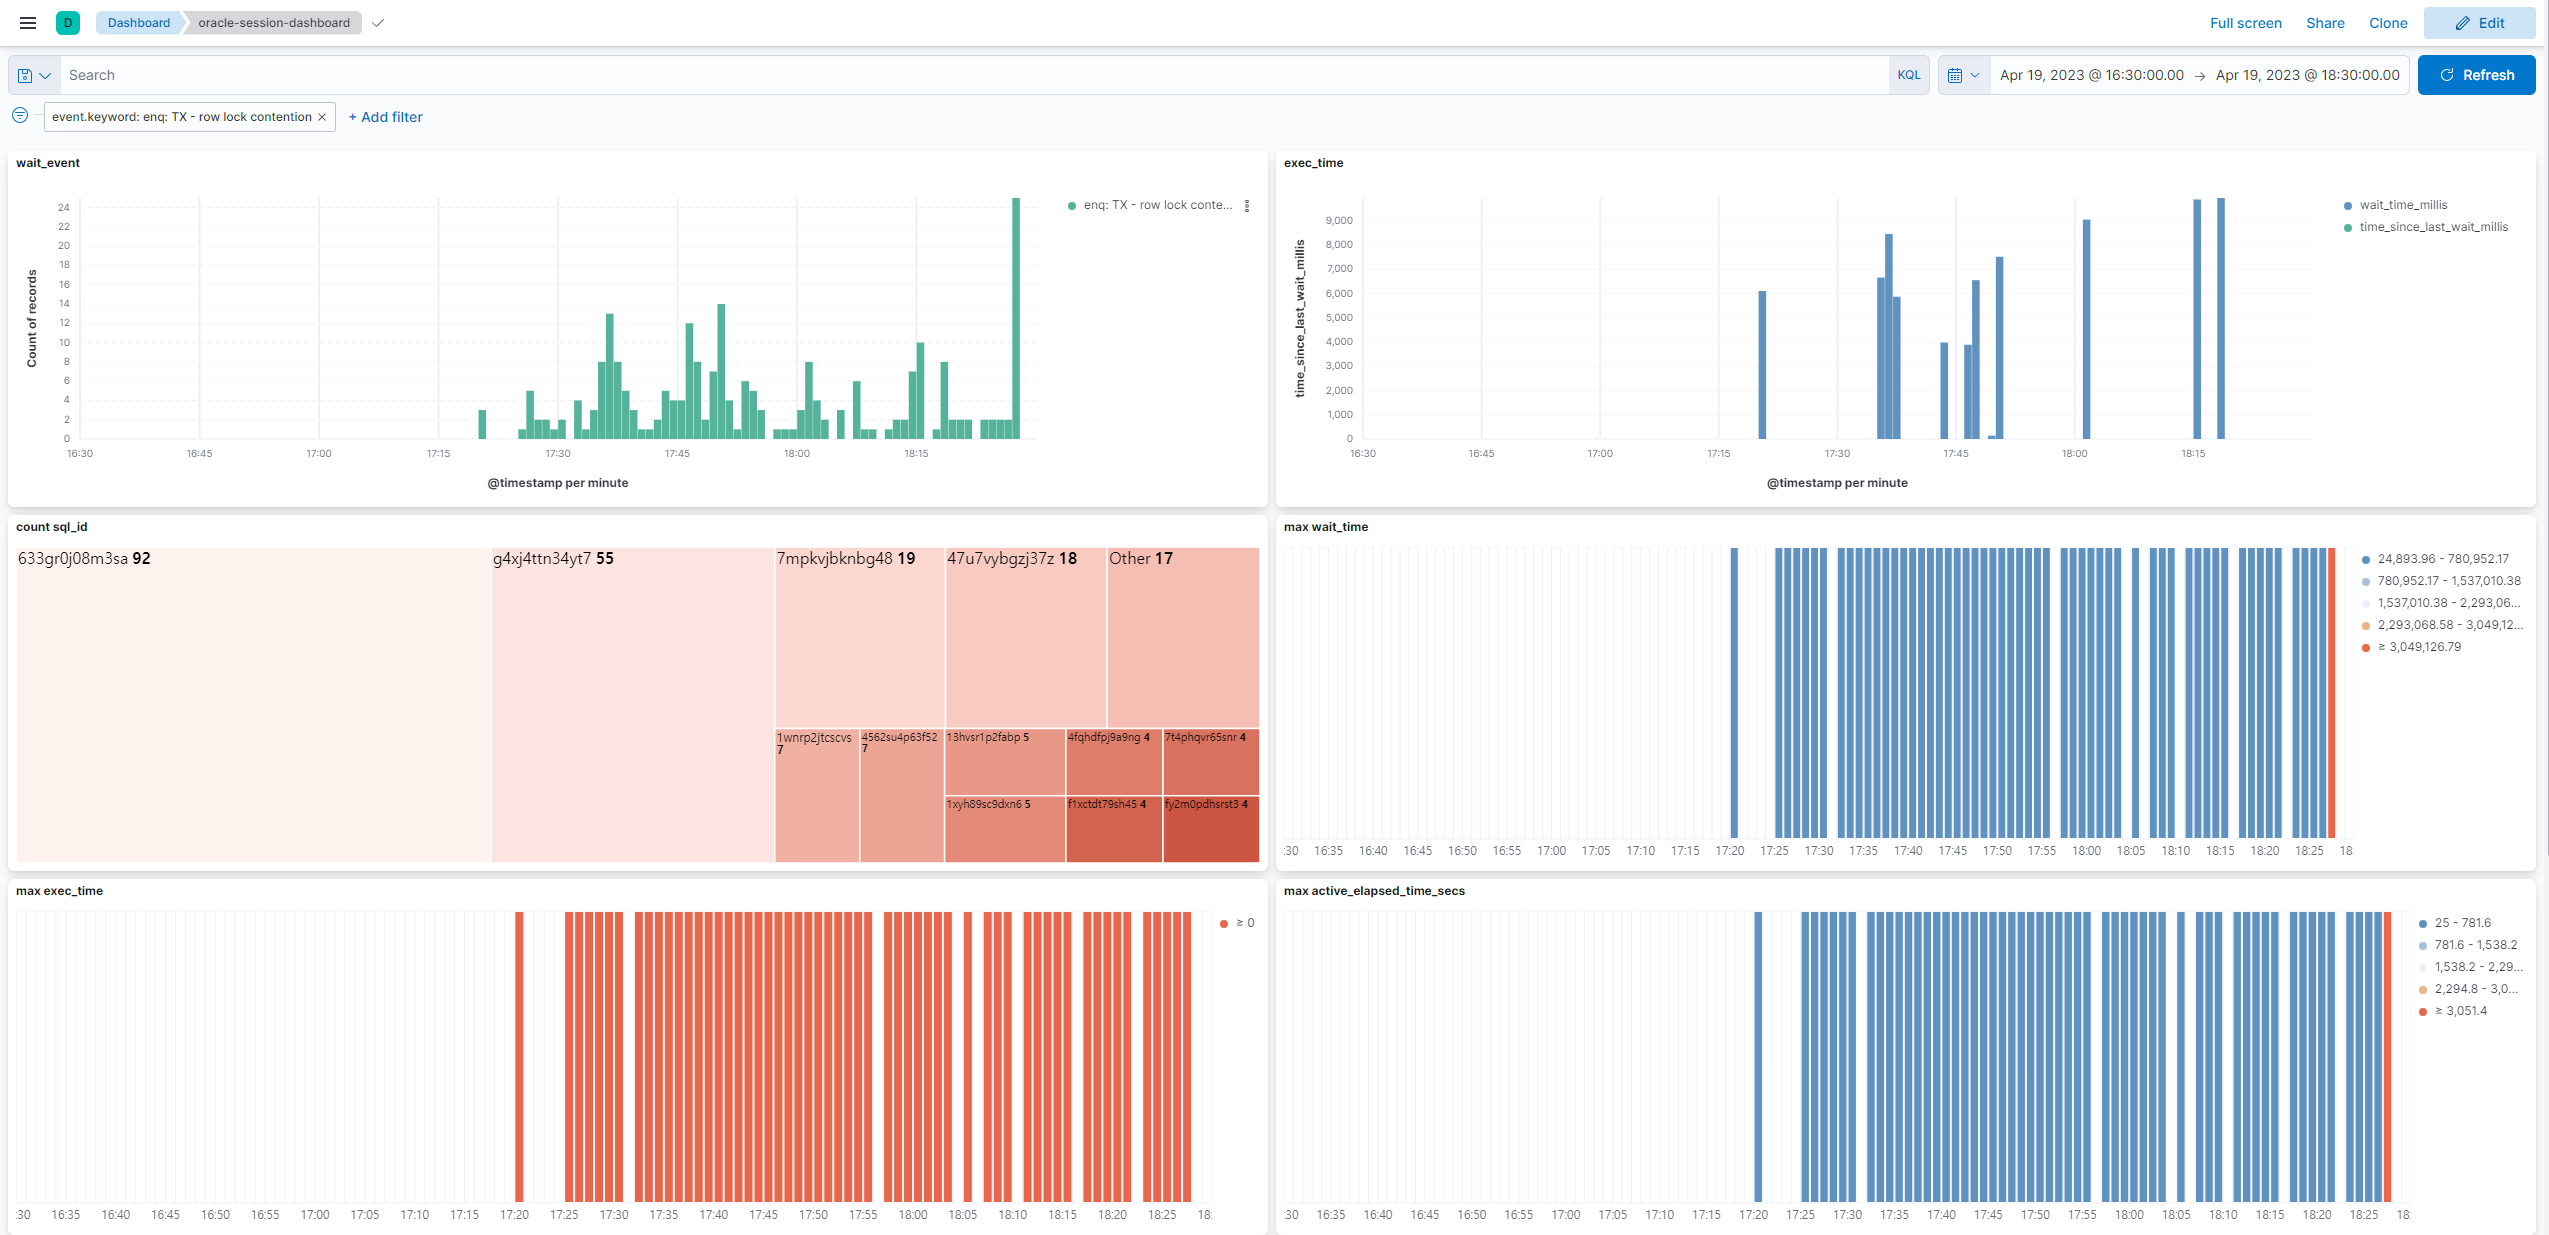 D Dashboard oracle-session-dashboard Full screen Share Clone Edit
Search KQL Apr 19, 2023 @ 16:30:00.00 → Apr 19, 2023 @ 18:30:00.00 Refresh
event.keyword: enq: TX - row lock contention × + Add filter
wait_event
Count of records
24
22
20
18
16
14
12
10
8
6
4
2
0
16:30 16:45 17:00 17:15 17:30 17:45 18:00 18:15
@timestamp per minute
enq: TX - row lock conte...
exec_time
time_since_last_wait_millis
9,000
8,000
7,000
6,000
5,000
4,000
3,000
2,000
1,000
0
16:30 16:45 17:00 17:15 17:30 17:45 18:00 18:15
@timestamp per minute
wait_time_millis
time_since_last_wait_millis
count sql_id
633gr0j08m3sa 92
g4xj4ttn34yt7 55
7mpkvjbknbg48 19
47u7vybgzj37z 18
Other 17
1wnrp2jtcscvs
7
4562su4p63f52
7
13hvsr1p2fabp 5
4fqhdfpj9a9ng 4
7t4phqvr65snr 4
1xyh89sc9dxn6 5
f1xctdt79sh45 4
fy2m0pdhsrst3 4
max wait_time
:30 16:35 16:40 16:45 16:50 16:55 17:00 17:05 17:10 17:15 17:20 17:25 17:30 17:35 17:40 17:45 17:50 17:55 18:00 18:05 18:10 18:15 18:20 18:25 18:
24,893.96 - 780,952.17
780,952.17 - 1,537,010.38
1,537,010.38 - 2,293,06...
2,293,068.58 - 3,049,12...
≥ 3,049,126.79
max exec_time
:30 16:35 16:40 16:45 16:50 16:55 17:00 17:05 17:10 17:15 17:20 17:25 17:30 17:35 17:40 17:45 17:50 17:55 18:00 18:05 18:10 18:15 18:20 18:25 18:
≥ 0
max active_elapsed_time_secs
:30 16:35 16:40 16:45 16:50 16:55 17:00 17:05 17:10 17:15 17:20 17:25 17:30 17:35 17:40 17:45 17:50 17:55 18:00 18:05 18:10 18:15 18:20 18:25 18:
25 - 781.6
781.6 - 1,538.2
1,538.2 - 2,29...
2,294.8 - 3,0...
≥ 3,051.4